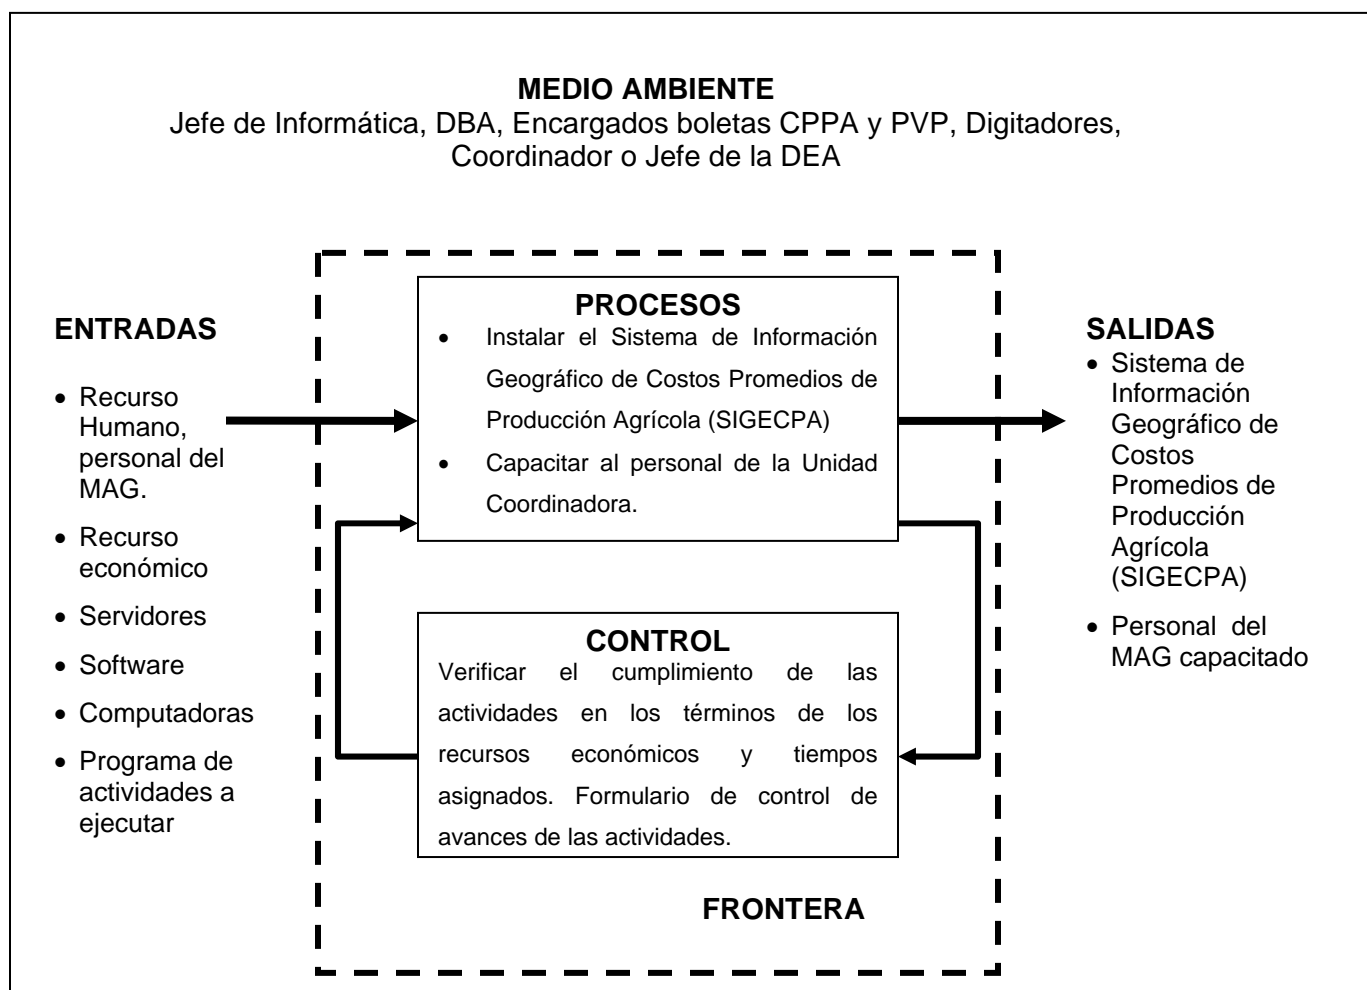 MEDIO AMBIENTE
Jefe de Informática, DBA, Encargados boletas CPPA y PVP, Digitadores,
Coordinador o Jefe de la DEA
ENTRADAS
• Recurso
Humano,
personal del
MAG.
• Recurso
económico
• Servidores
• Software
• Computadoras
• Programa de
actividades a
ejecutar
PROCESOS
• Instalar el Sistema de Información
Geográfico de Costos Promedios de
Producción Agrícola (SIGECPA)
• Capacitar al personal de la Unidad
Coordinadora.
CONTROL
Verificar el cumplimiento de las
actividades en los términos de los
recursos económicos y tiempos
asignados. Formulario de control de
avances de las actividades.
FRONTERA
SALIDAS
• Sistema de
Información
Geográfico de
Costos
Promedios de
Producción
Agrícola
(SIGECPA)
• Personal del
MAG capacitado